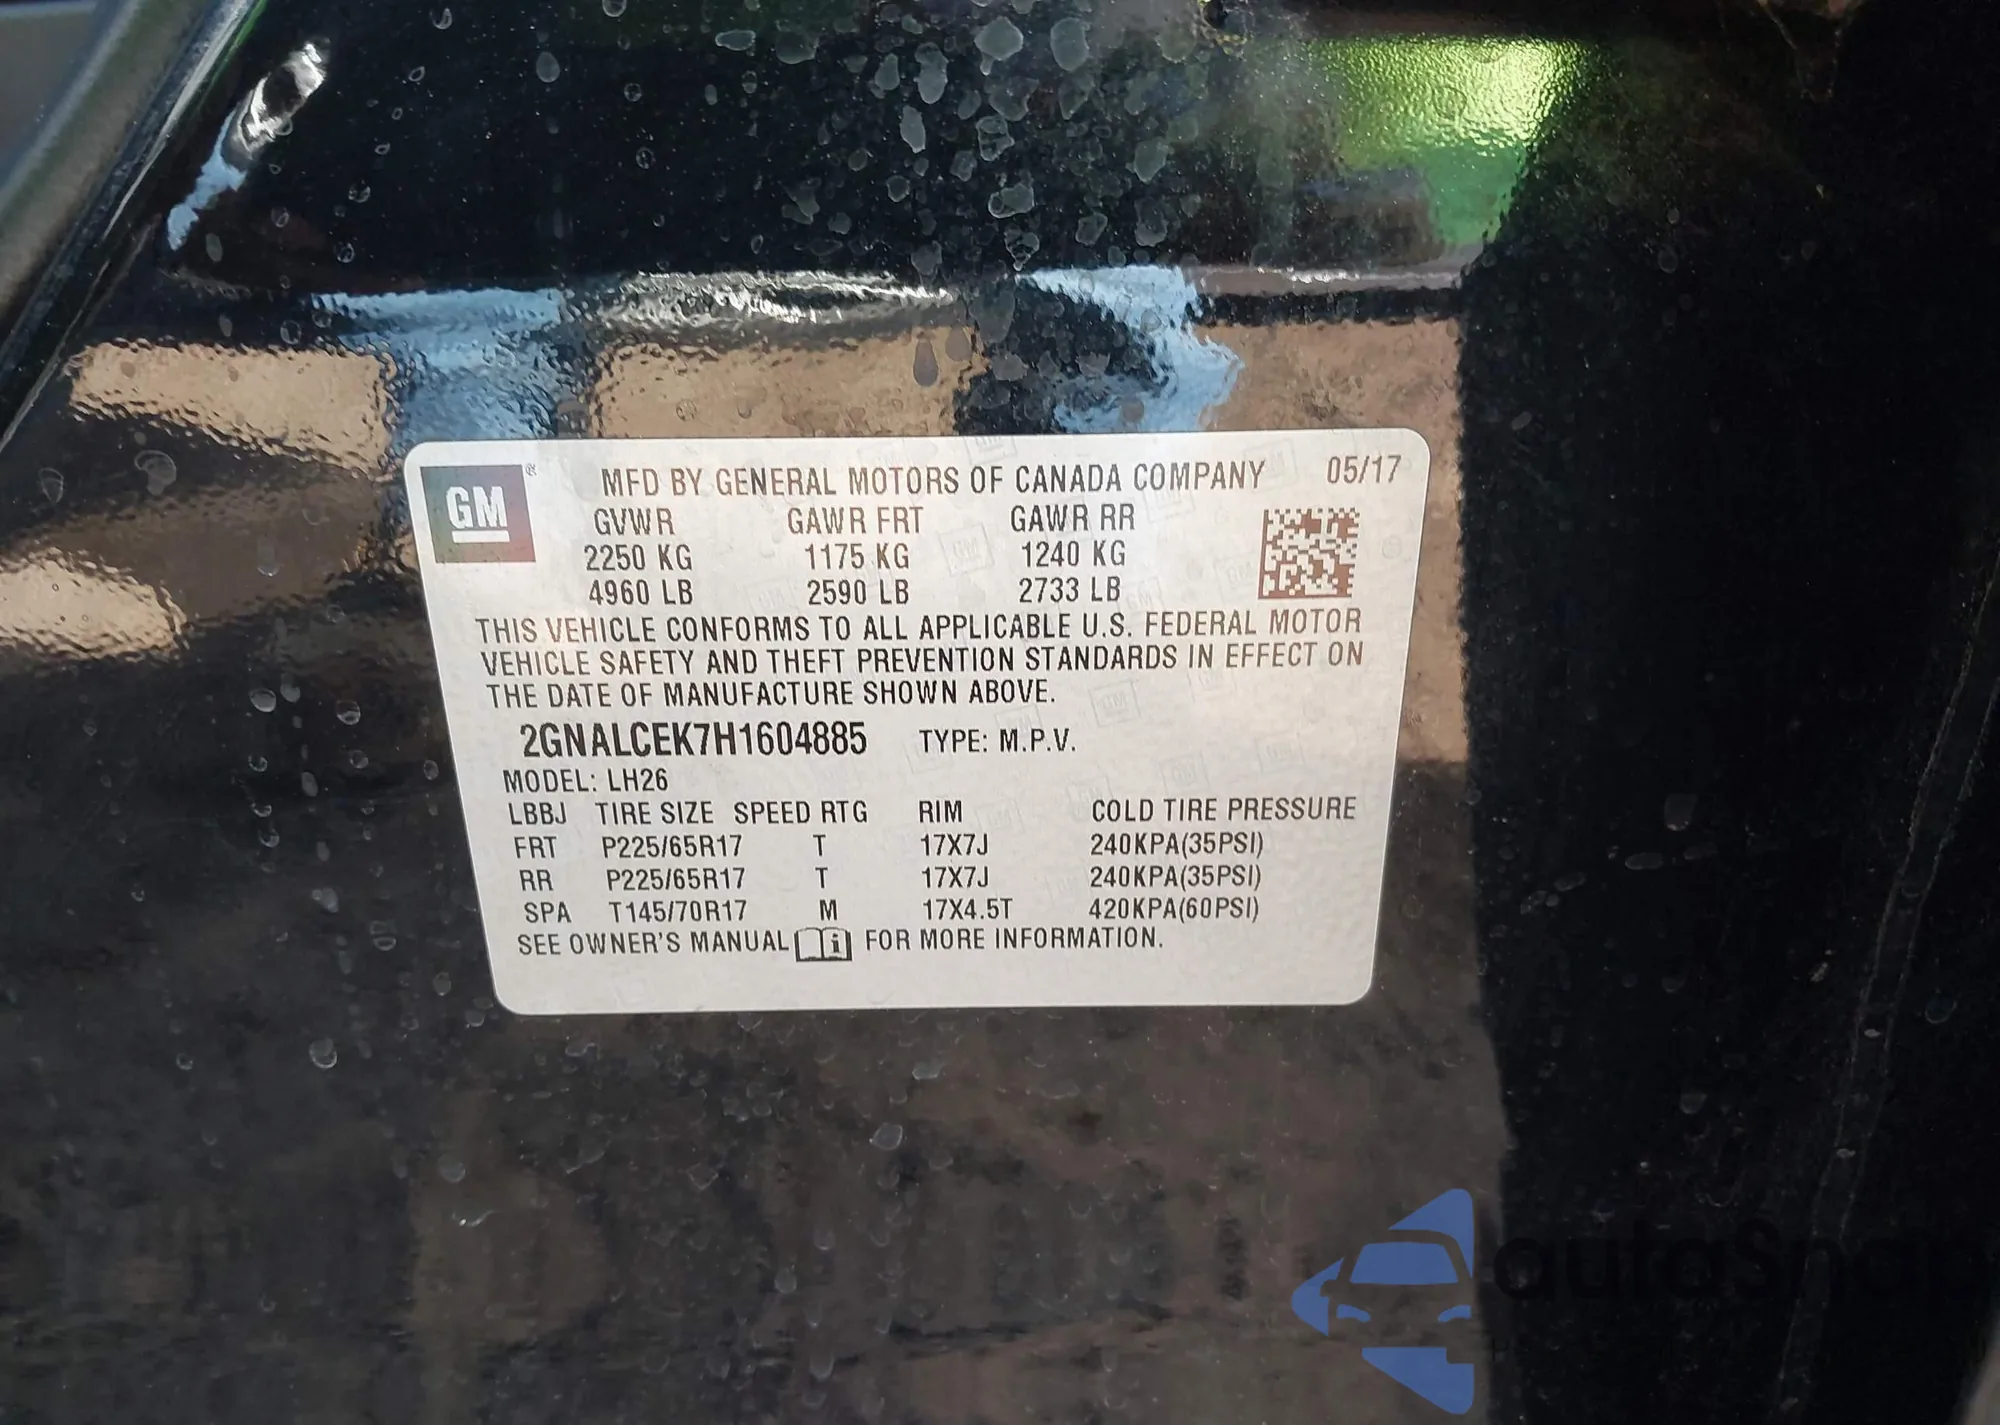 GM ® MFD BY GENERAL MOTORS OF CANADA COMPANY 05/17
GVWR GAWR FRT GAWR RR
2250 KG 1175 KG 1240 KG
4960 LB 2590 LB 2733 LB
THIS VEHICLE CONFORMS TO ALL APPLICABLE U.S. FEDERAL MOTOR
VEHICLE SAFETY AND THEFT PREVENTION STANDARDS IN EFFECT ON
THE DATE OF MANUFACTURE SHOWN ABOVE.
2GNALCEK7H1604885 TYPE: M.P.V.
MODEL: LH26
LBBJ TIRE SIZE SPEED RTG RIM COLD TIRE PRESSURE
FRT P225/65R17 T 17X7J 240KPA(35PSI)
RR P225/65R17 T 17X7J 240KPA(35PSI)
SPA T145/70R17 M 17X4.5T 420KPA(60PSI)
SEE OWNER'S MANUAL FOR MORE INFORMATION.
autoSnap